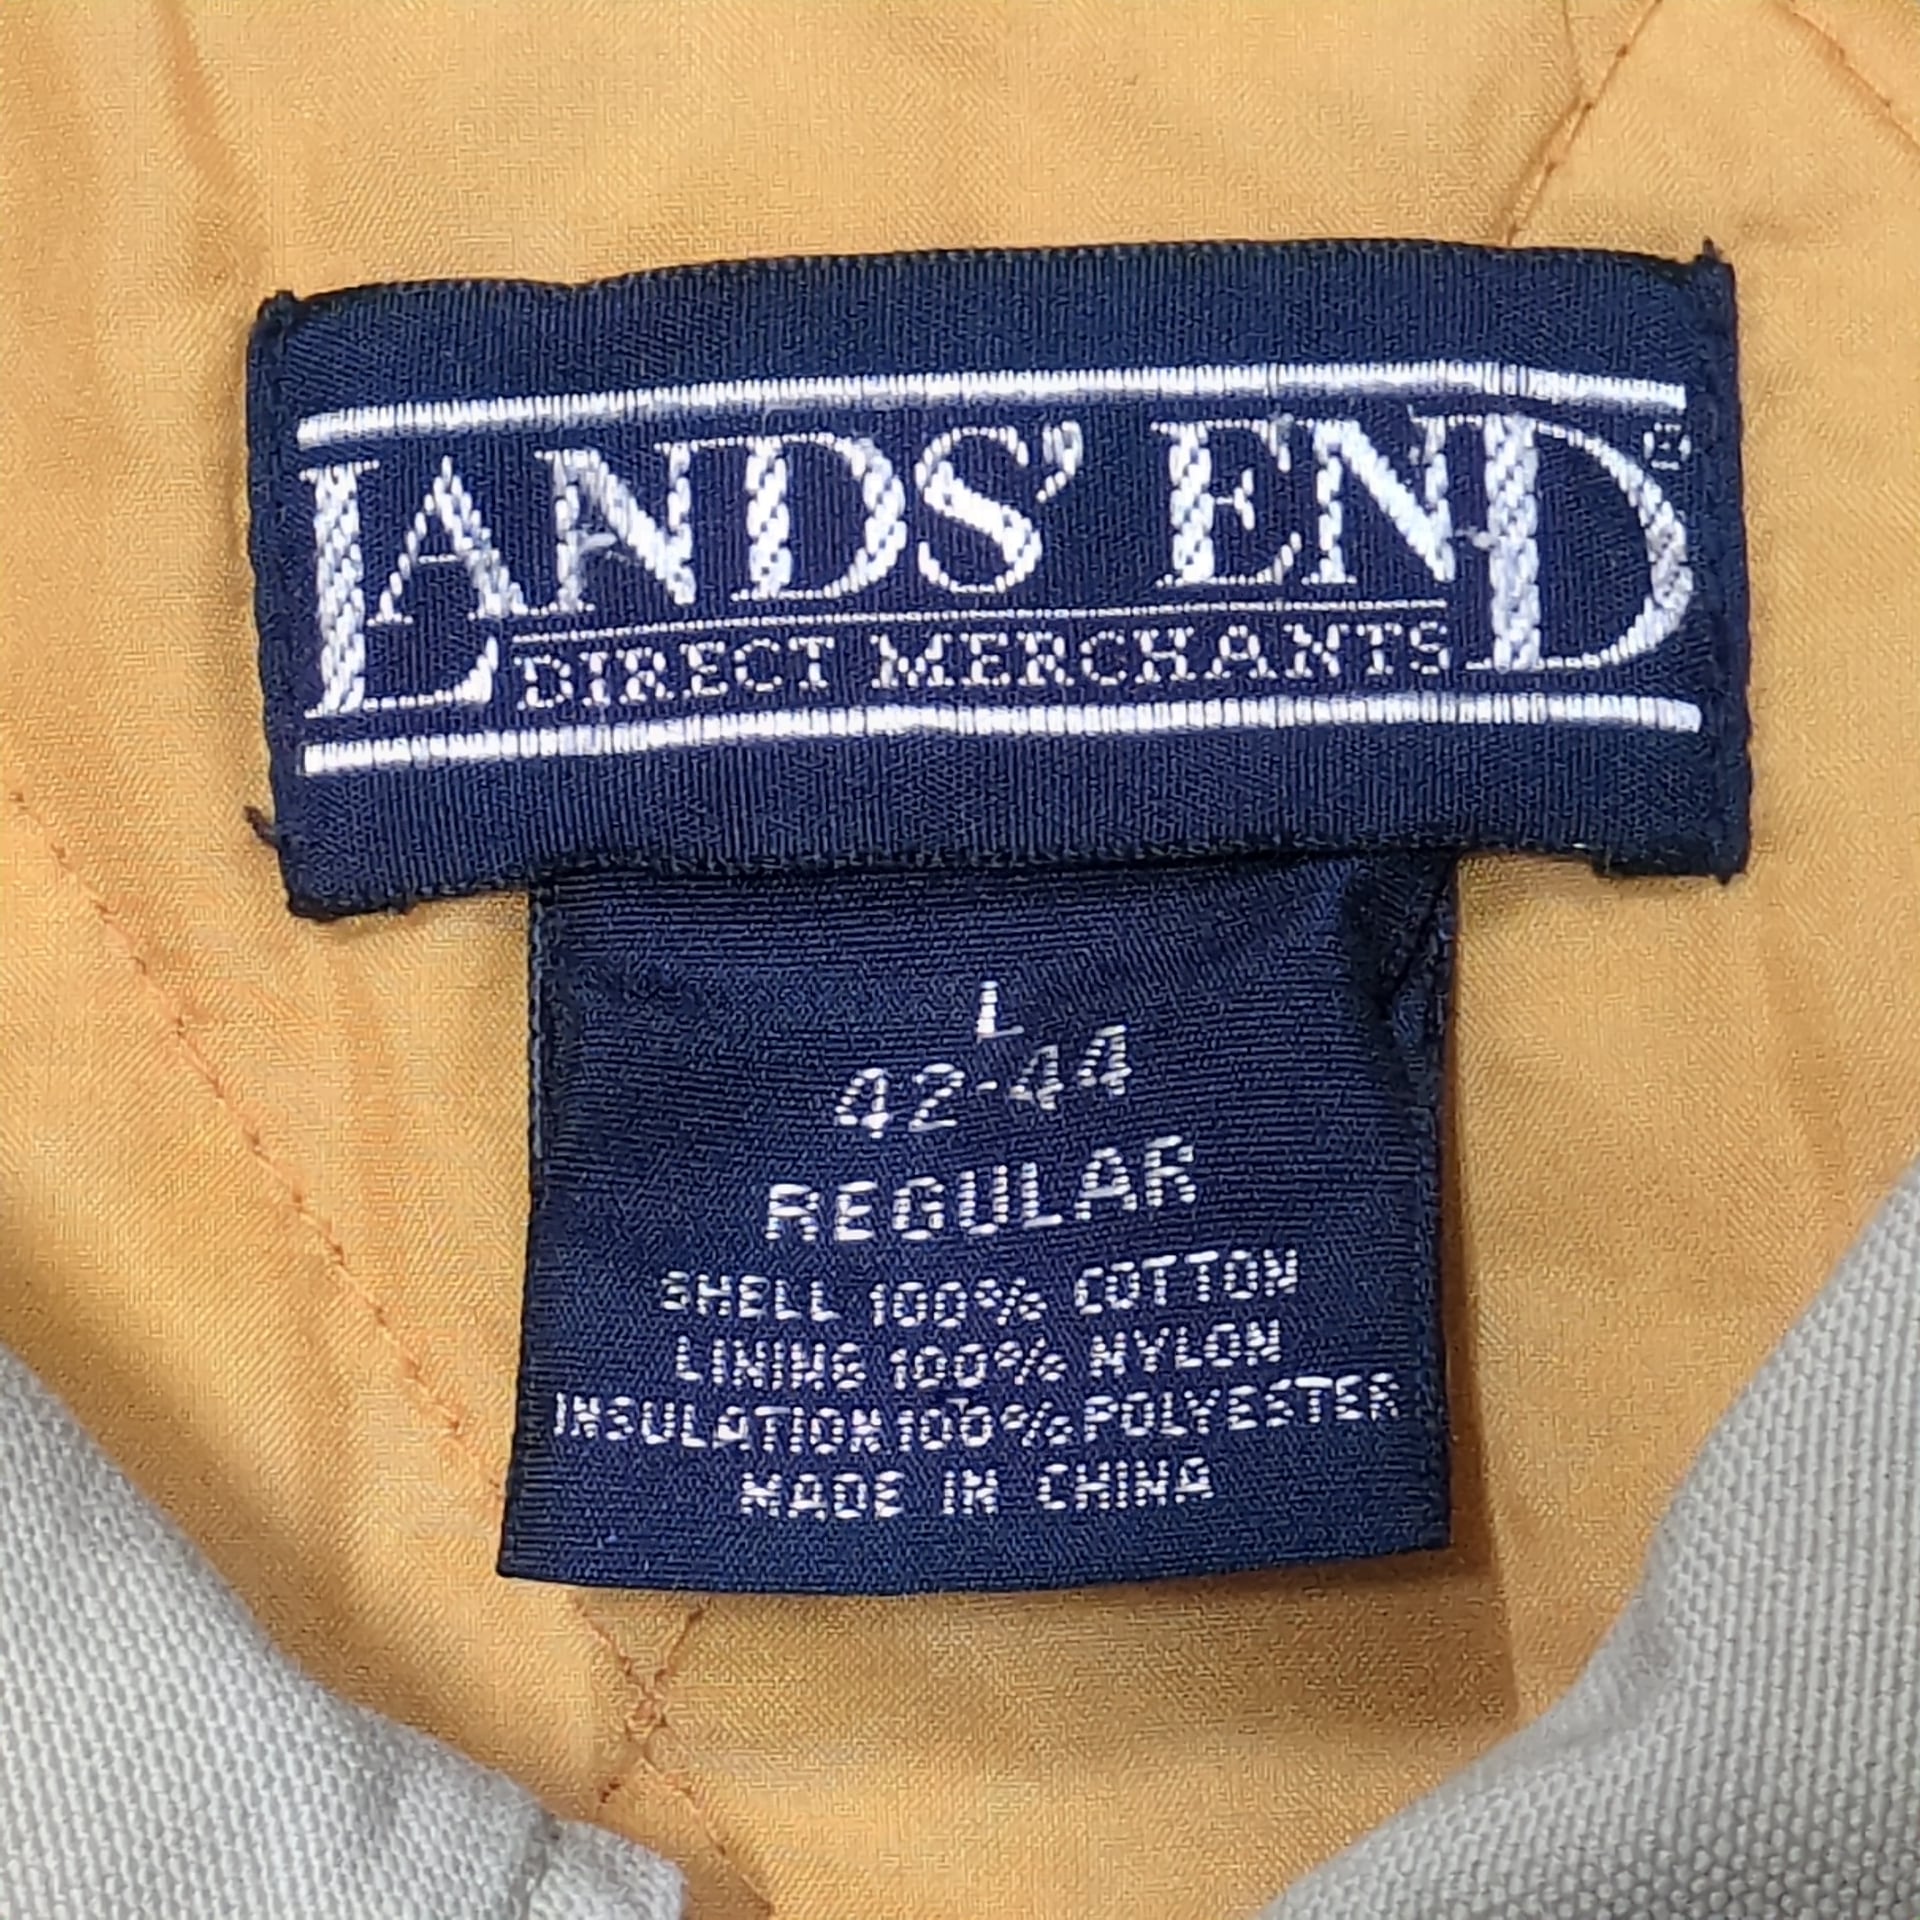 LANDS' END®
DIRECT MERCHANTS
L
42-44
REGULAR
SHELL 100% COTTON
LINING 100% NYLON
INSULATION 100% POLYESTER
MADE IN CHINA